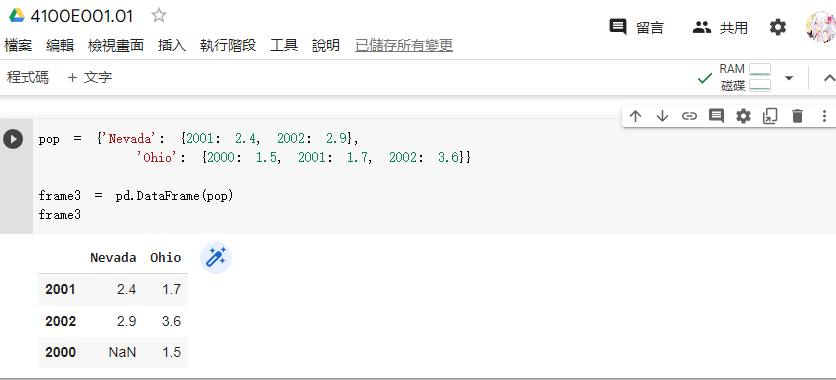 4100E001.01
留言 共用
檔案 編輯 檢視畫面 插入 執行階段 工具 說明 已儲存所有變更
程式碼 + 文字
RAM
磁碟
pop = {'Nevada': {2001: 2.4, 2002: 2.9},
'Ohio': {2000: 1.5, 2001: 1.7, 2002: 3.6}}
frame3 = pd.DataFrame(pop)
frame3
Nevada Ohio
2001 2.4 1.7
2002 2.9 3.6
2000 NaN 1.5